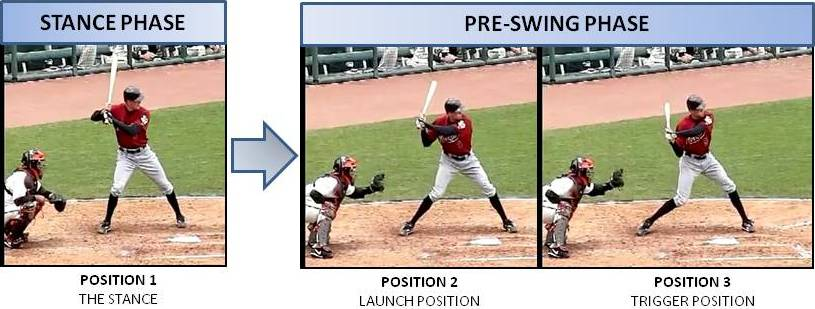 STANCE PHASE
PRE-SWING PHASE
POSITION 1
THE STANCE
POSITION 2
LAUNCH POSITION
POSITION 3
TRIGGER POSITION